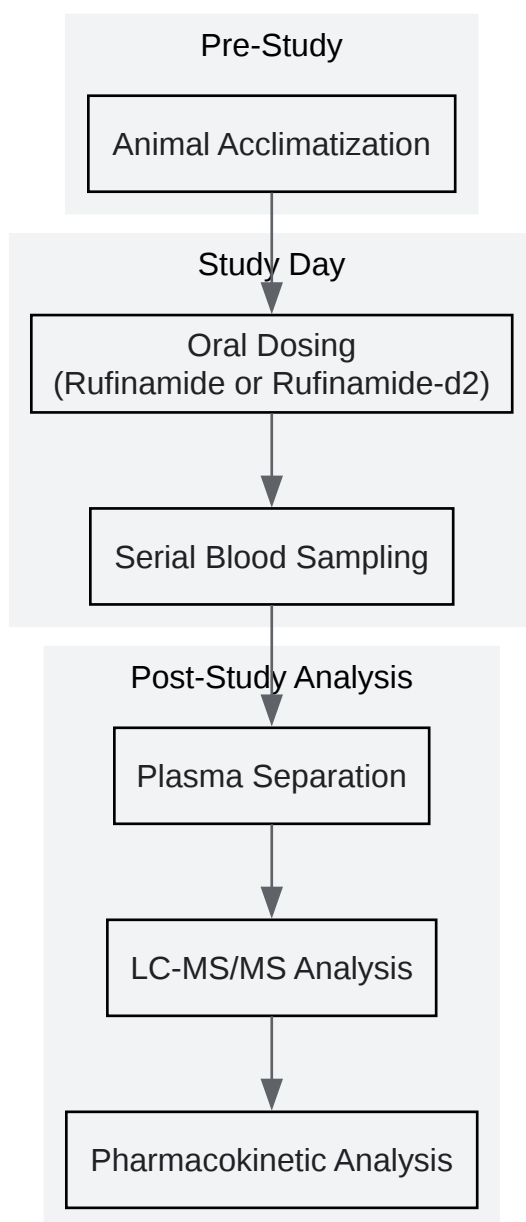 Pre-Study
Animal Acclimatization
Study Day
Oral Dosing
(Rufinamide or Rufinamide-d2)
Serial Blood Sampling
Post-Study Analysis
Plasma Separation
LC-MS/MS Analysis
Pharmacokinetic Analysis